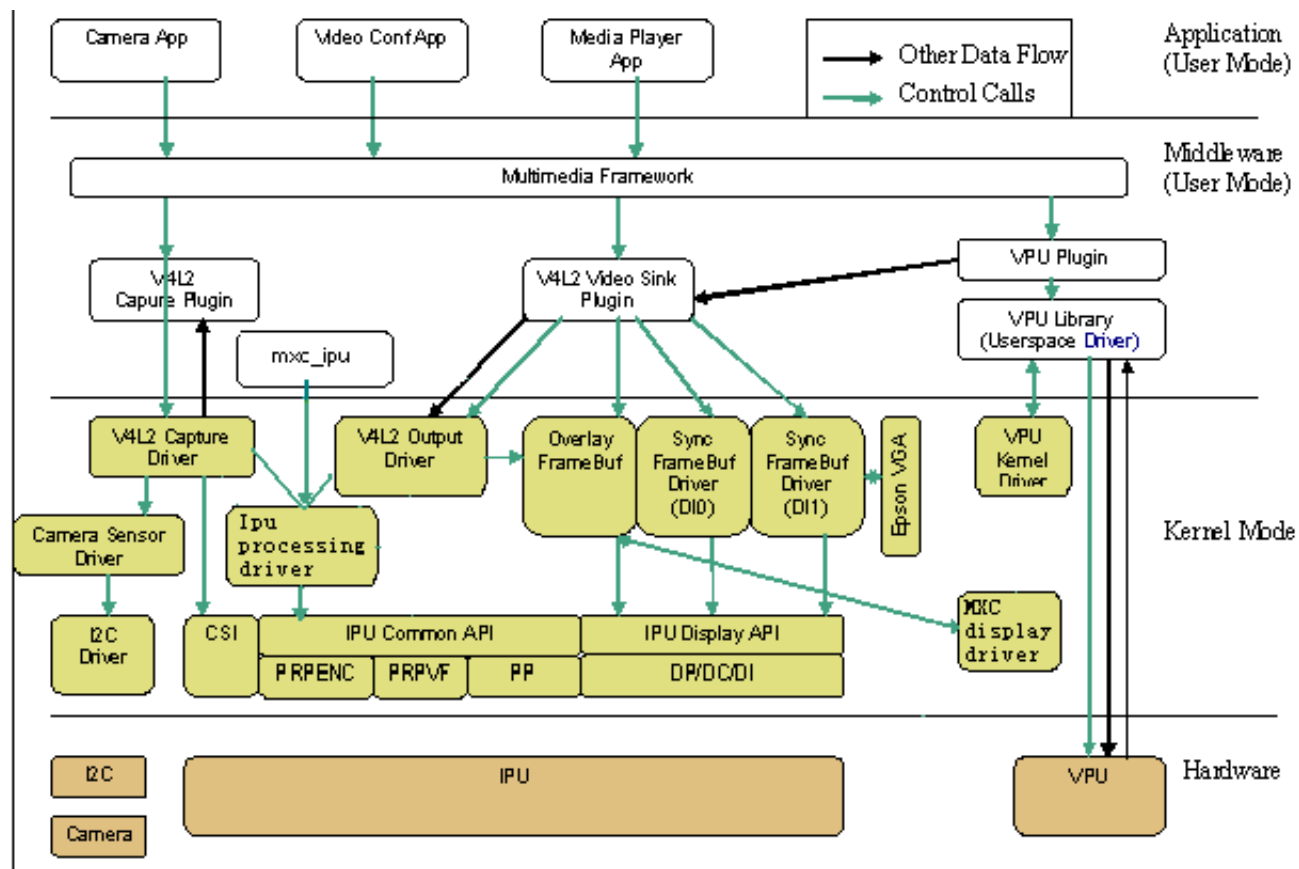 Camera App
Video Conf App
Media Player
App
Other Data Flow
Control Calls
Application
(User Mode)
Middleware
(User Mode)
Multimedia Framework
V4L2
Capure Plugin
V4L2 Video Sink
Plugin
VPU Plugin
VPU Library
(Userspace Driver)
mxc_ipu
V4L2 Capture
Driver
V4L2 Output
Driver
Overlay
FrameBuf
Sync
FrameBuf
Driver
(DI0)
Sync
FrameBuf
Driver
(DI1)
Epson VGA
VPU
Kernel
Driver
Kernel Mode
Camera Sensor
Driver
Ipu
processing
driver
I2C
Driver
CSI
IPU Common API
IPU Display API
MXC
display
driver
PRPENC
PRPVF
PP
DP/DC/DI
I2C
IPU
VPU
Hardware
Camera